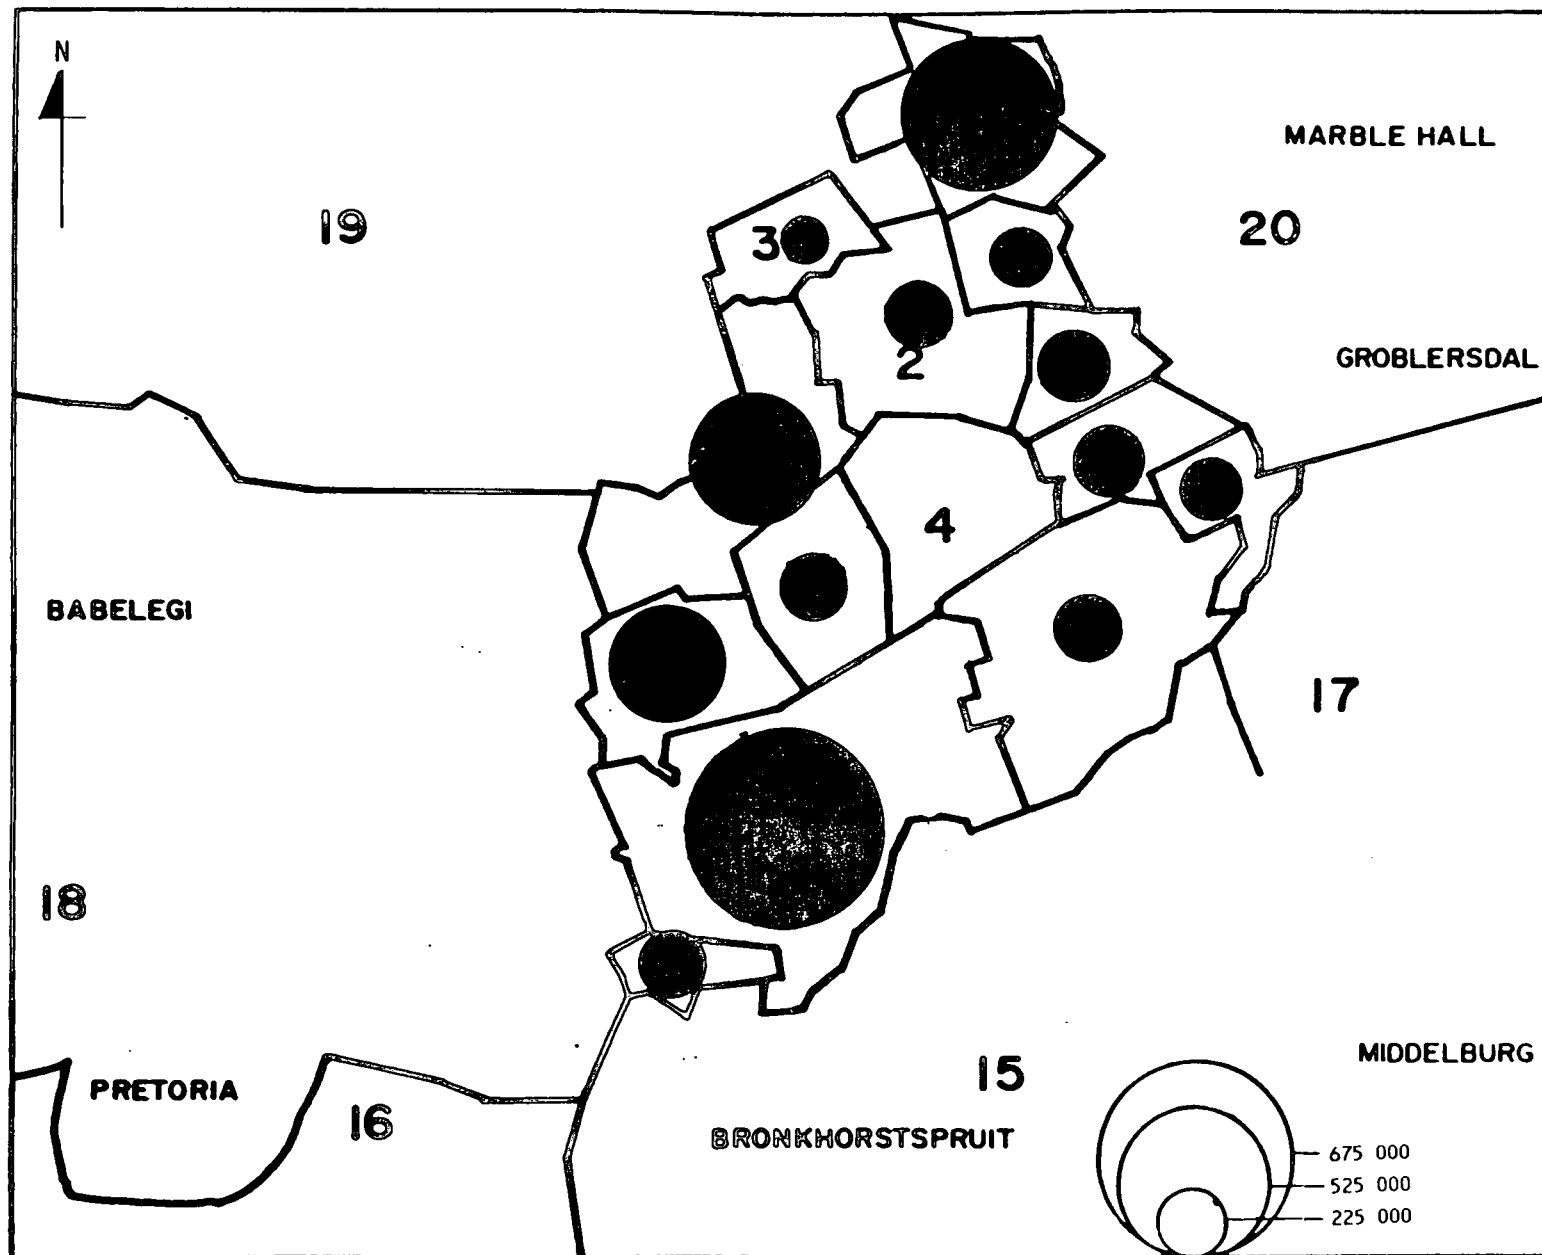 N
MARBLE HALL
19
20
3
2
GROBLERSDAL
4
BABELEGI
17
18
15
MIDDELBURG
PRETORIA
16
BRONKHORSTSPRUIT
675 000
525 000
225 000